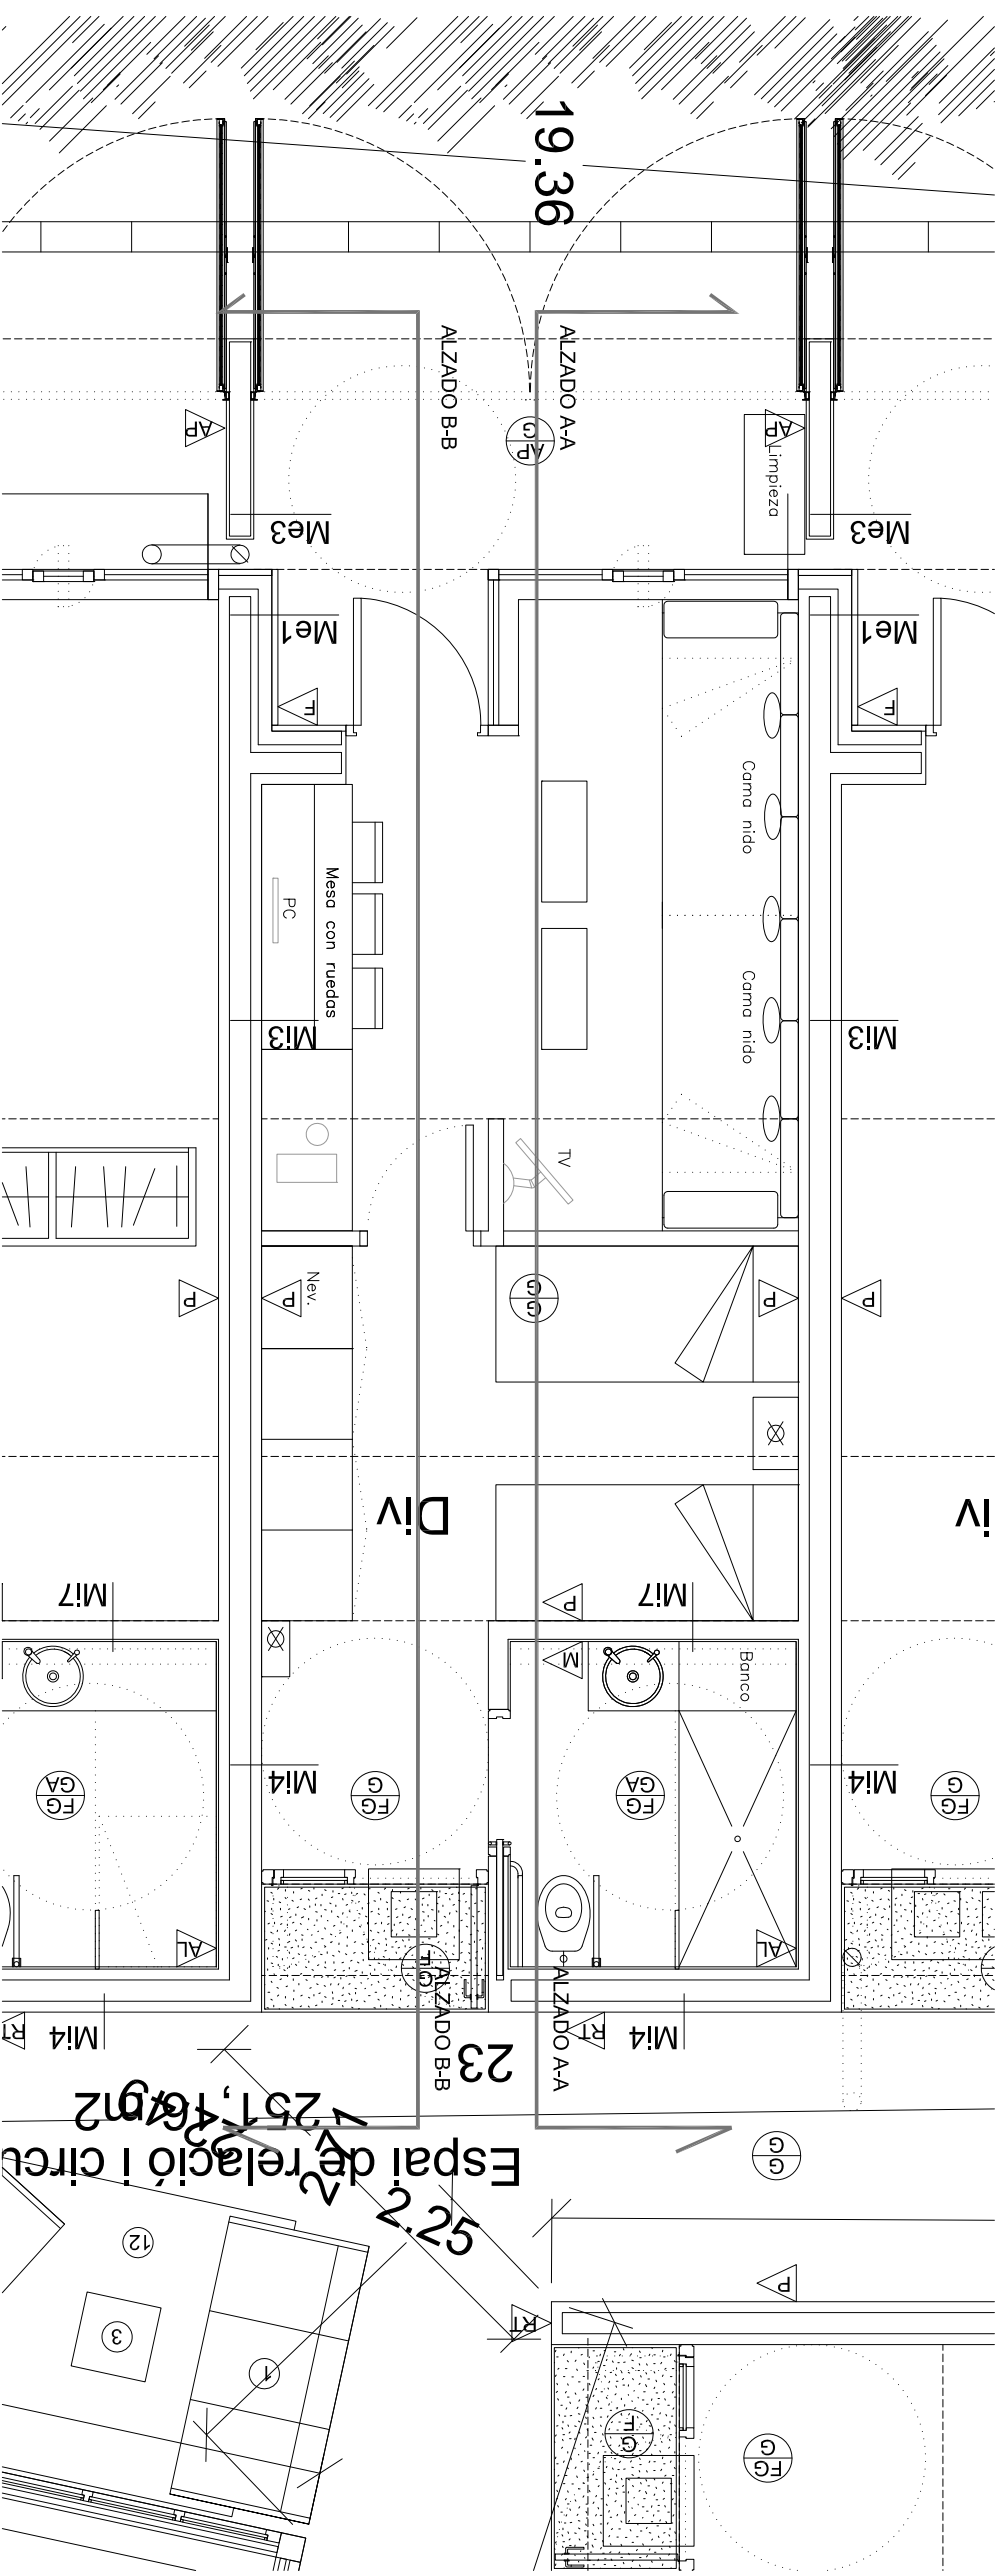 19.36
ALZADO B-B
ALZADO A-A
AP
AP
G
AP
Limpieza
Me3
Me3
Me1
Me1
F
F
Cama nido
PC
Mesa con ruedas
Cama nido
Mi3
Mi3
TV
P
P
Nev.
G
G
P
P
Div
iv
Mi7
P
Mi7
M
Banco
FG
GA
Mi4
FG
G
FG
GA
Mi4
FG
G
AL
AL
ALZADO B-B
ALZADO A-A
RT
Mi4
RT
Mi4
23
251,16 m2
Espai de relació i circu
G
G
2.25
12
P
3
RT
1
G
F
FG
G